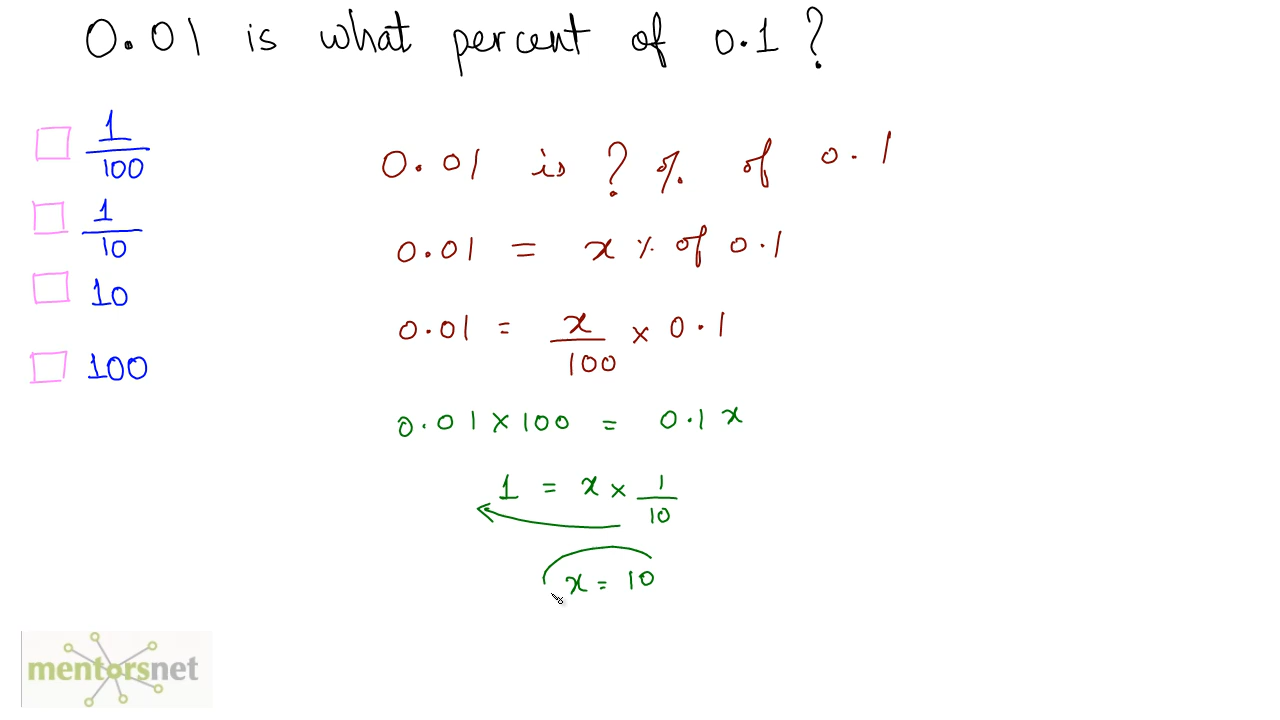 0.01 is what percent of 0.1?
1/100
1/10
10
100
0.01 is ? % of 0.1
0.01 = x % of 0.1
0.01 = x/100 × 0.1
0.01 × 100 = 0.1 x
1 = x × 1/10
x = 10
mentorsnet